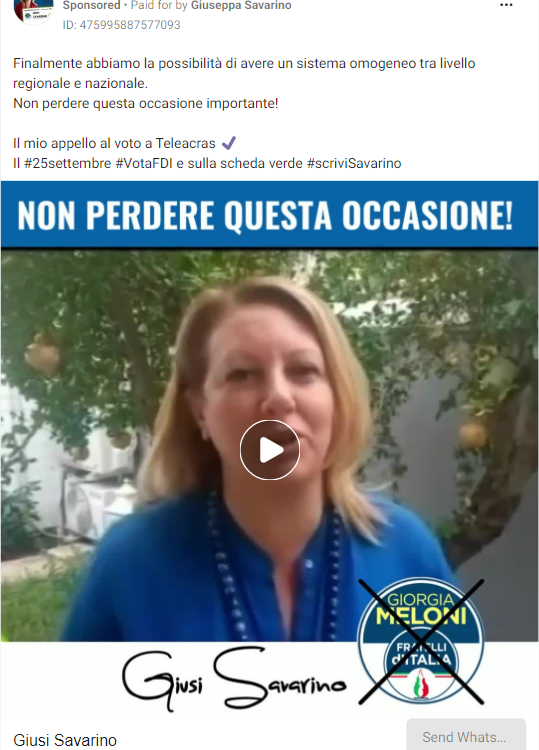 Sponsored • Paid for by Giuseppa Savarino
ID: 475995887577093
Finalmente abbiamo la possibilità di avere un sistema omogeneo tra livello
regionale e nazionale.
Non perdere questa occasione importante!
Il mio appello al voto a Teleacras ✔
Il #25settembre #VotaFDI e sulla scheda verde #scriviSavarino
NON PERDERE QUESTA OCCASIONE!
GIORGIA
MELONI
FRATELLI
d'ITALIA
Giusi Savarino
Giusi Savarino
Send Whats...